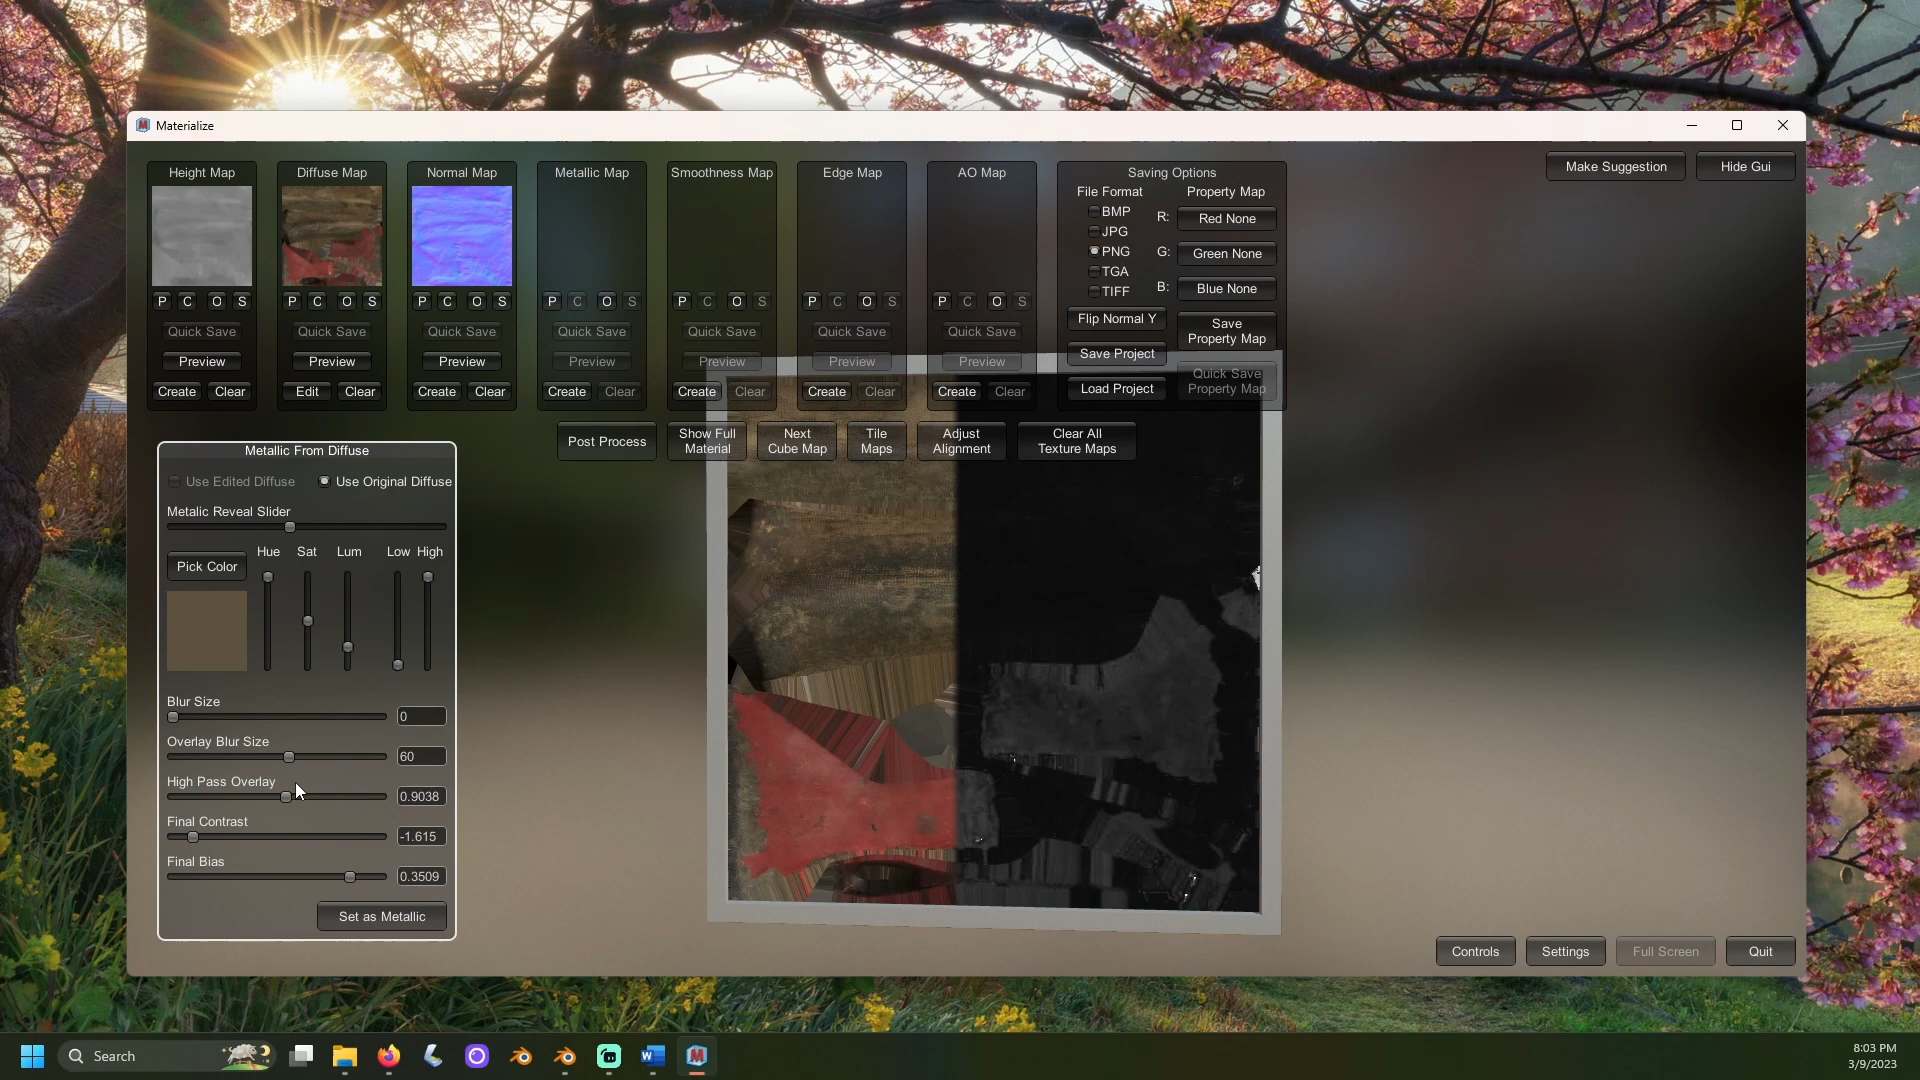 Materialize
Make Suggestion
Hide Gui
Height Map
Diffuse Map
Normal Map
Metallic Map
Smoothness Map
Edge Map
AO Map
Saving Options
File Format
Property Map
BMP
JPG
PNG
TGA
TIFF
R:
Red None
G:
Green None
B:
Blue None
Flip Normal Y
Save
Property Map
Save Project
Quick Save
Property Map
Load Project
P C O S
P C O S
P C O S
P C O S
P C O S
P C O S
P C O S
Quick Save
Quick Save
Quick Save
Quick Save
Quick Save
Quick Save
Quick Save
Preview
Preview
Preview
Preview
Preview
Preview
Preview
Create Clear
Edit Clear
Create Clear
Create Clear
Create Clear
Create Clear
Create Clear
Post Process
Show Full
Material
Next
Cube Map
Tile
Maps
Adjust
Alignment
Clear All
Texture Maps
Metallic From Diffuse
Use Edited Diffuse
Use Original Diffuse
Metalic Reveal Slider
Hue Sat Lum Low High
Pick Color
Blur Size
0
Overlay Blur Size
60
High Pass Overlay
0.9038
Final Contrast
-1.615
Final Bias
0.3509
Set as Metallic
Controls
Settings
Full Screen
Quit
Search
8:03 PM
3/9/2023